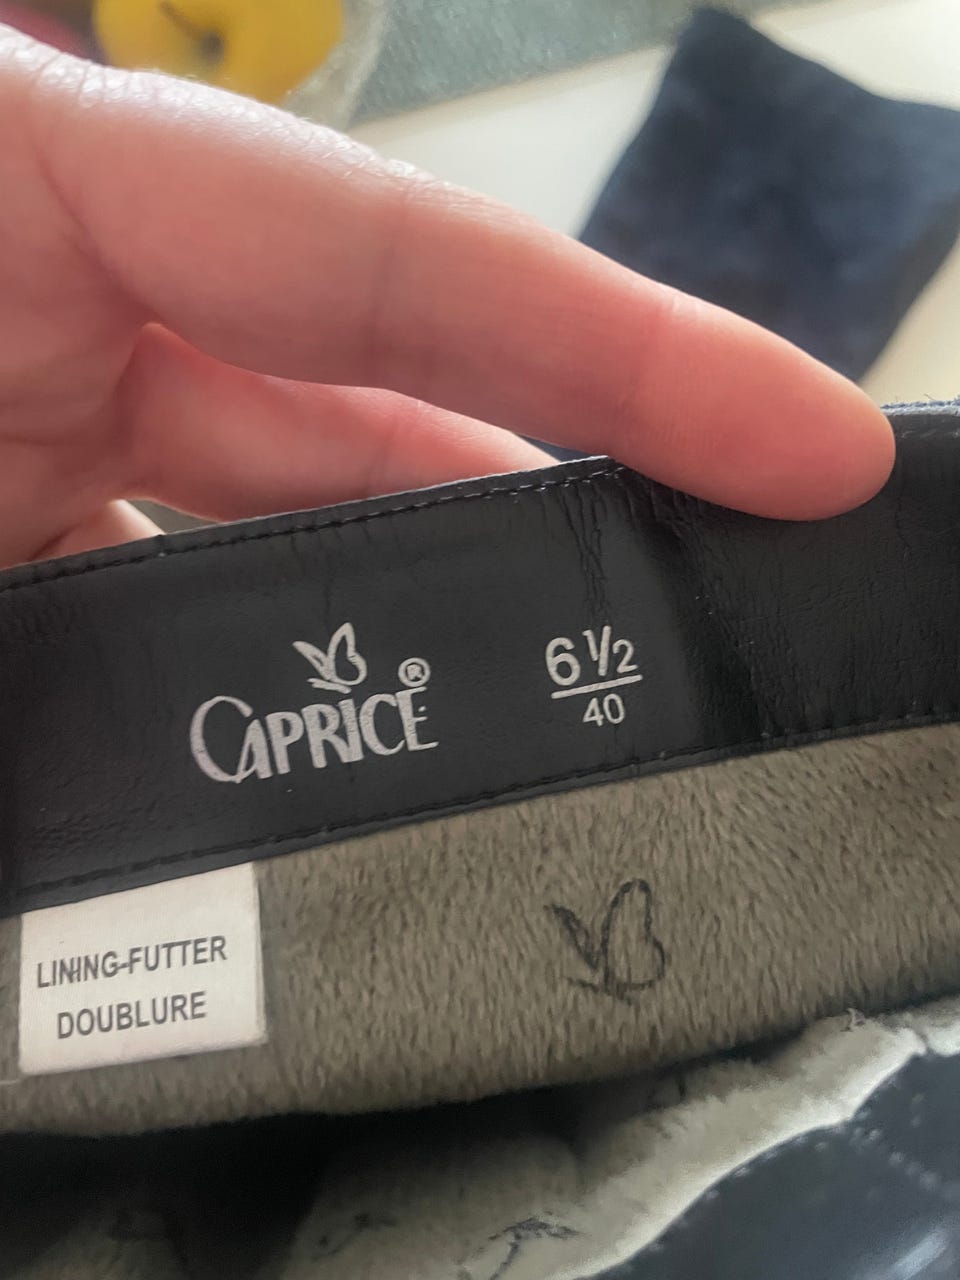 CAPRICE®
6 1/2
40
LINING-FUTTER
DOUBLURE